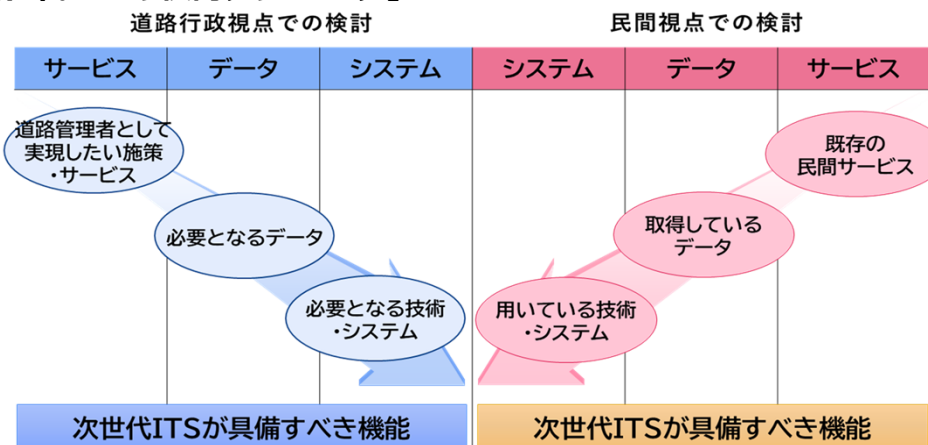 道路行政視点での検討
民間視点での検討
サービス
データ
システム
システム
データ
サービス
道路管理者として
実現したい施策
・サービス
必要となるデータ
必要となる技術
・システム
既存の
民間サービス
取得している
データ
用いている技術
・システム
次世代ITSが具備すべき機能
次世代ITSが具備すべき機能